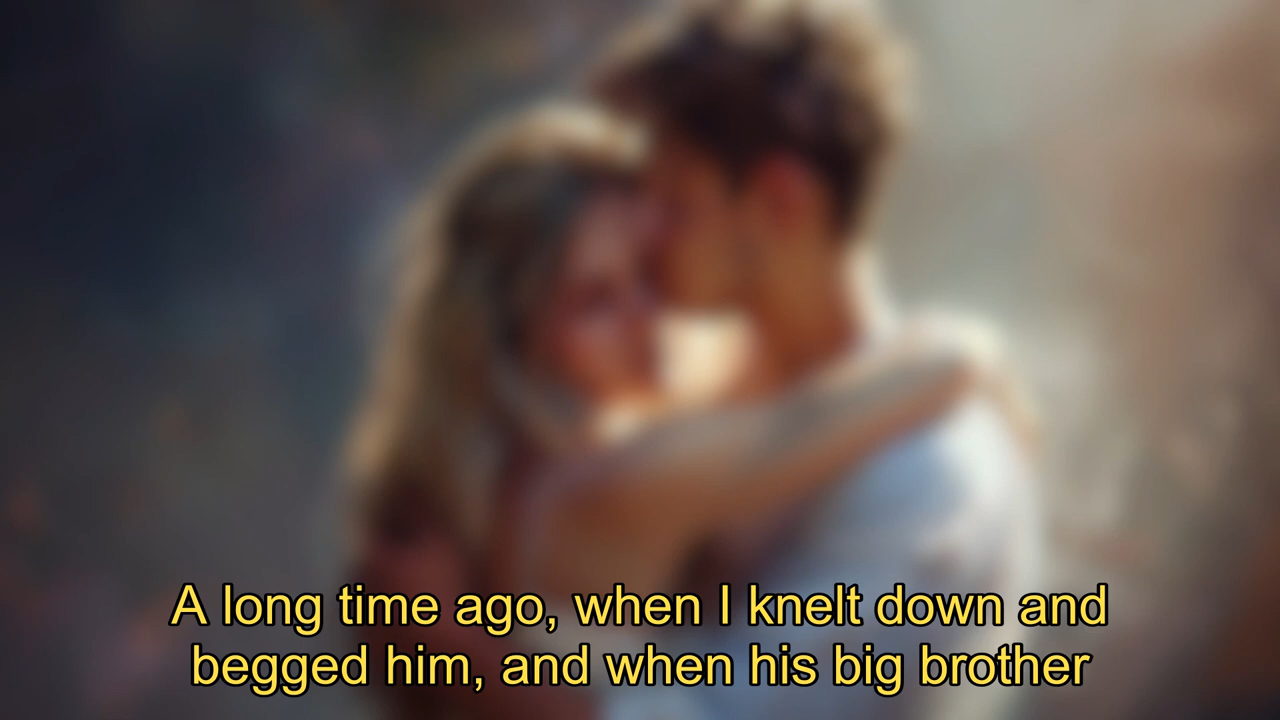 A long time ago, when I knelt down and
begged him, and when his big brother